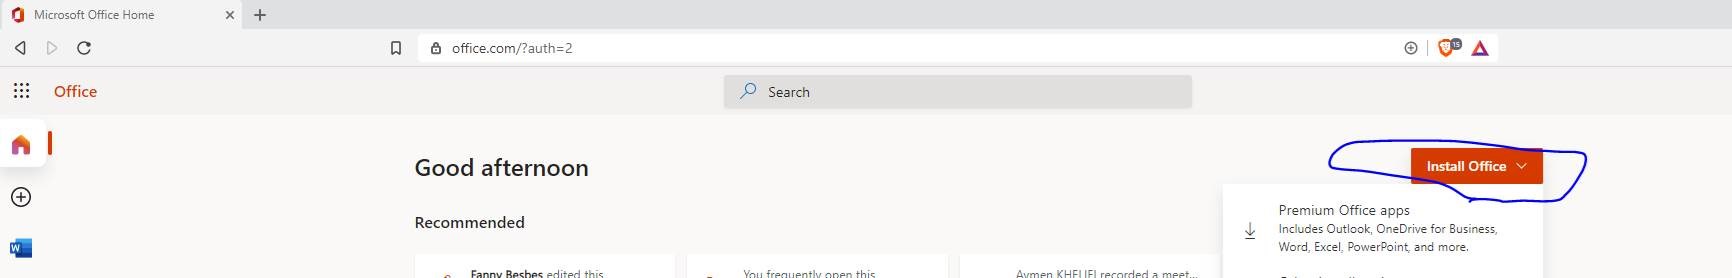 Microsoft Office Home
office.com/?auth=2
15
Office
Search
Good afternoon
Install Office
Premium Office apps
Includes Outlook, OneDrive for Business,
Word, Excel, PowerPoint, and more.
Recommended
W
Fanny Besbes edited this
You frequently open this
Aymen KHELIFI recorded a meet...